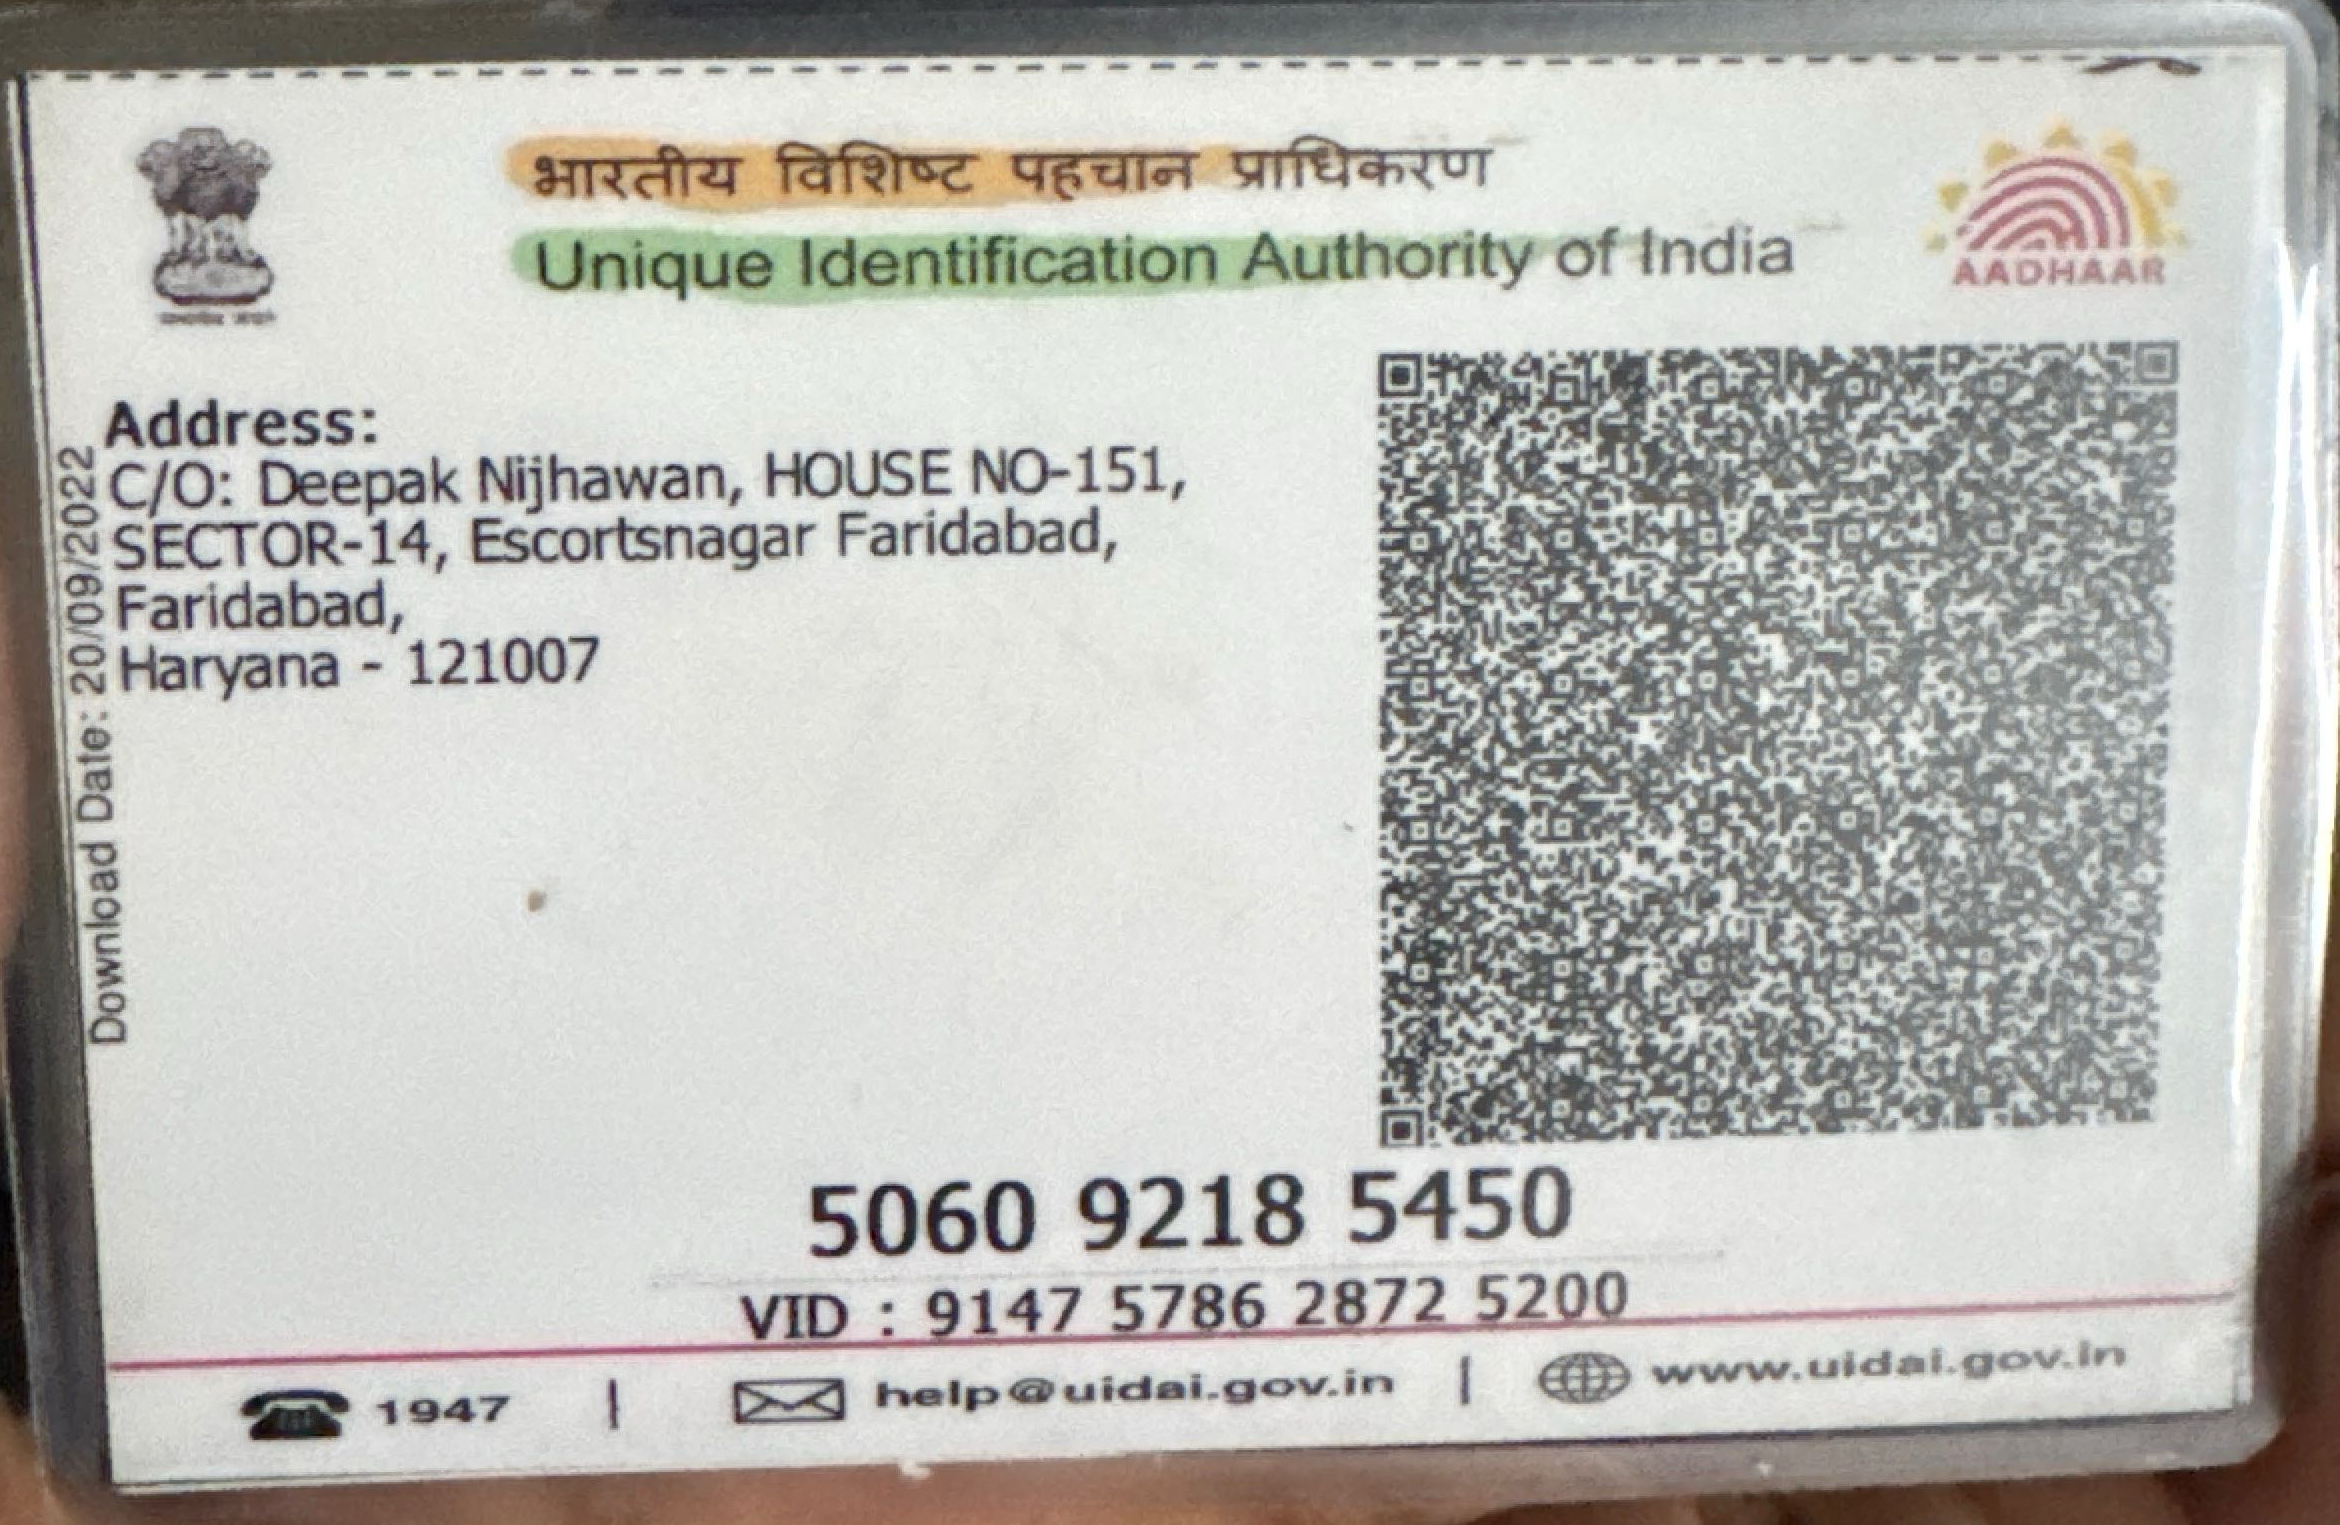 भारतीय विशिष्ट पहचान प्राधिकरण
Unique Identification Authority of India
AADHAAR
Address:
C/O: Deepak Nijhawan, HOUSE NO-151,
SECTOR-14, Escortsnagar Faridabad,
Faridabad,
Haryana - 121007
Download Date: 20/09/2022
5060 9218 5450
VID : 9147 5786 2872 5200
1947 | help@uidai.gov.in | www.uidai.gov.in